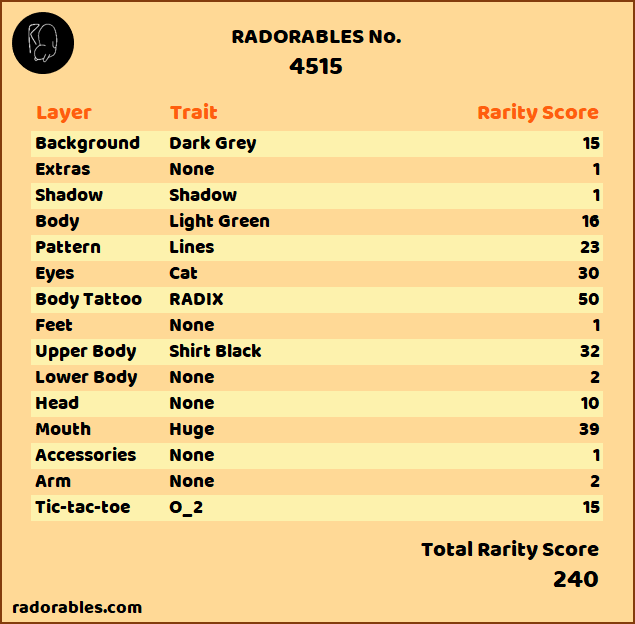 RADORABLES No.
4515
Layer Trait Rarity Score
Background Dark Grey 15
Extras None 1
Shadow Shadow 1
Body Light Green 16
Pattern Lines 23
Eyes Cat 30
Body Tattoo RADIX 50
Feet None 1
Upper Body Shirt Black 32
Lower Body None 2
Head None 10
Mouth Huge 39
Accessories None 1
Arm None 2
Tic-tac-toe O_2 15
Total Rarity Score
240
radorables.com